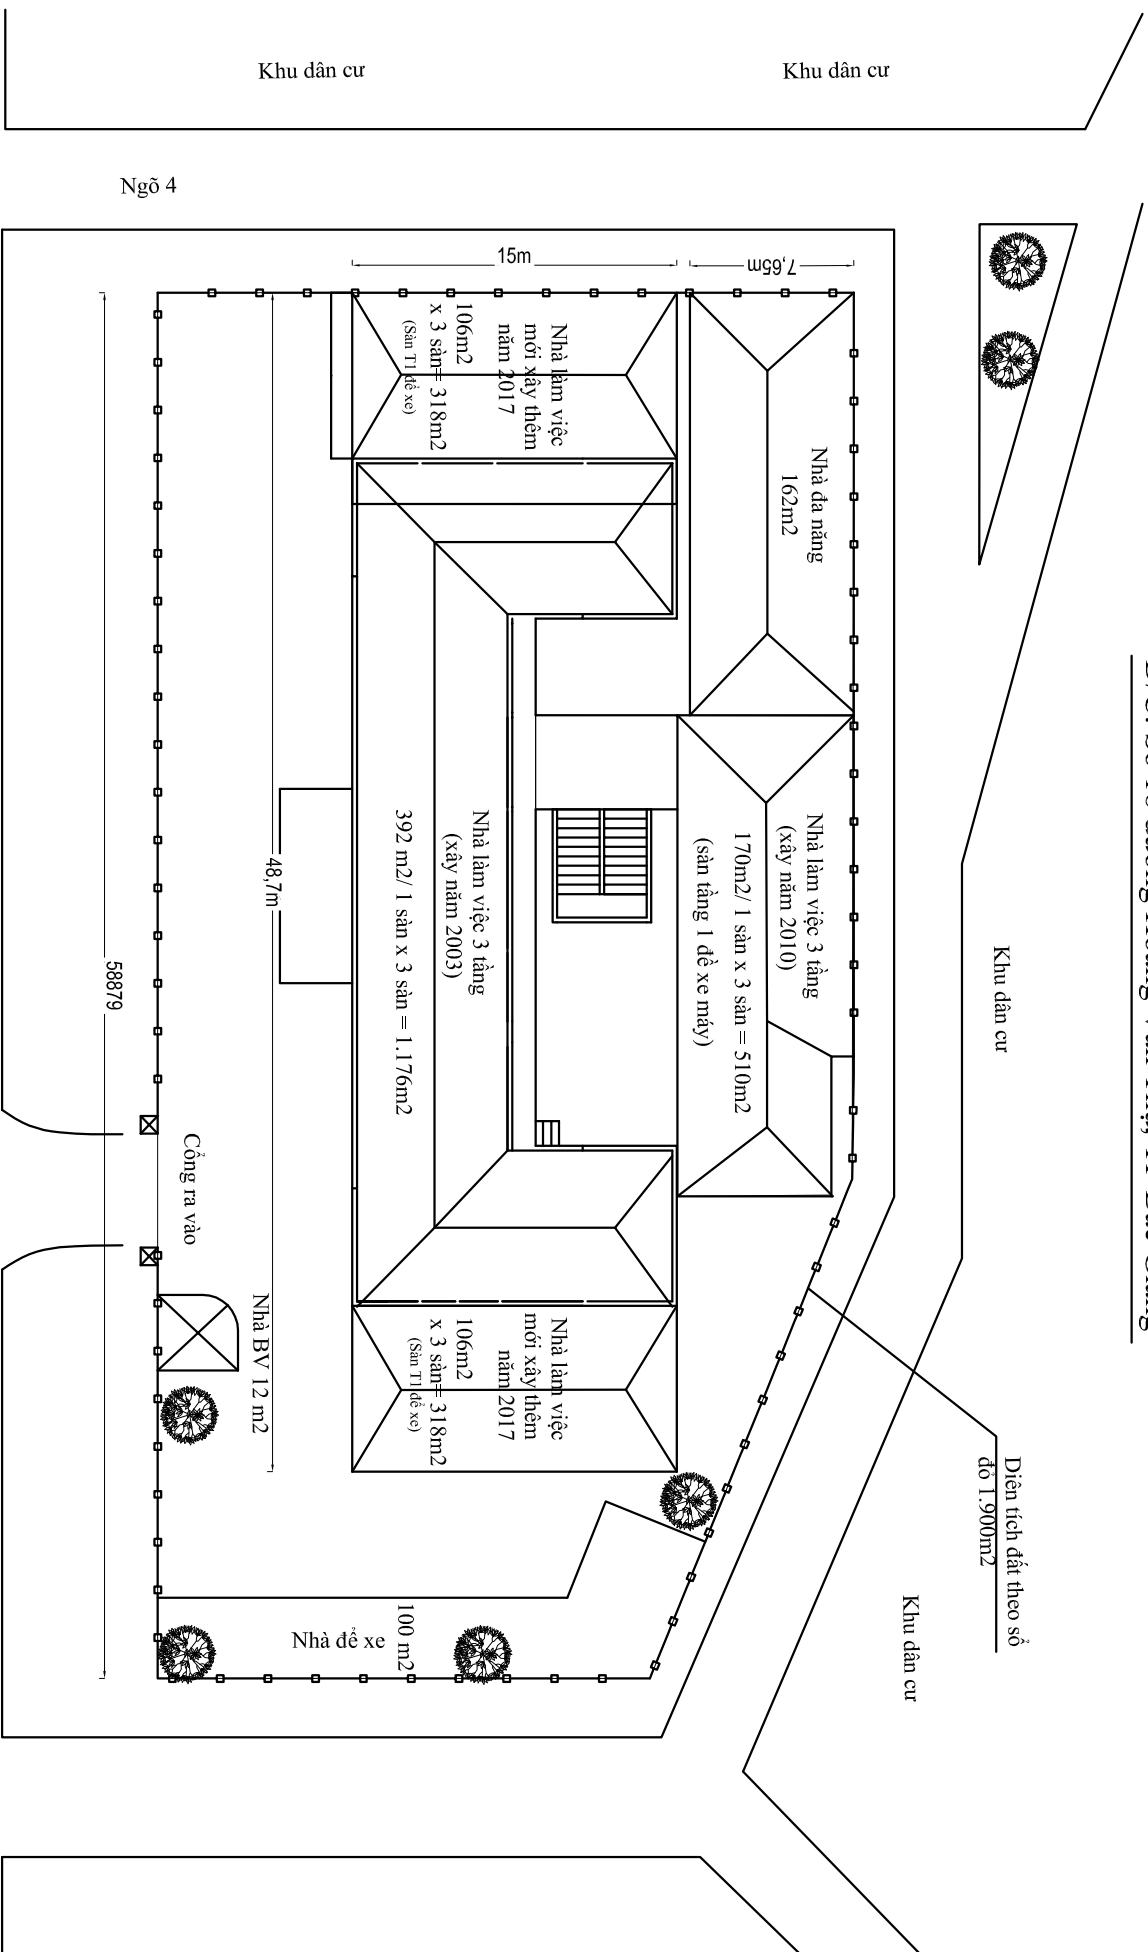 Khu dân cư
Khu dân cư
Ngõ 4
15m
7,65m
Nhà làm việc
mới xây thêm
năm 2017
106m2
x 3 sàn= 318m2
(Sàn T1 để xe)
Nhà đa năng
162m2
Nhà làm việc 3 tầng
(xây năm 2010)
170m2/ 1 sàn x 3 sàn = 510m2
(sàn tầng 1 để xe máy)
Nhà làm việc 3 tầng
(xây năm 2003)
392 m2/ 1 sàn x 3 sàn = 1.176m2
48,7m
58879
Khu dân cư
Cổng ra vào
Nhà BV 12 m2
Nhà làm việc
mới xây thêm
năm 2017
106m2
x 3 sàn= 318m2
(Sàn T1 để xe)
Diên tích đất theo sổ
đỏ 1.900m2
Khu dân cư
Nhà để xe
100 m2